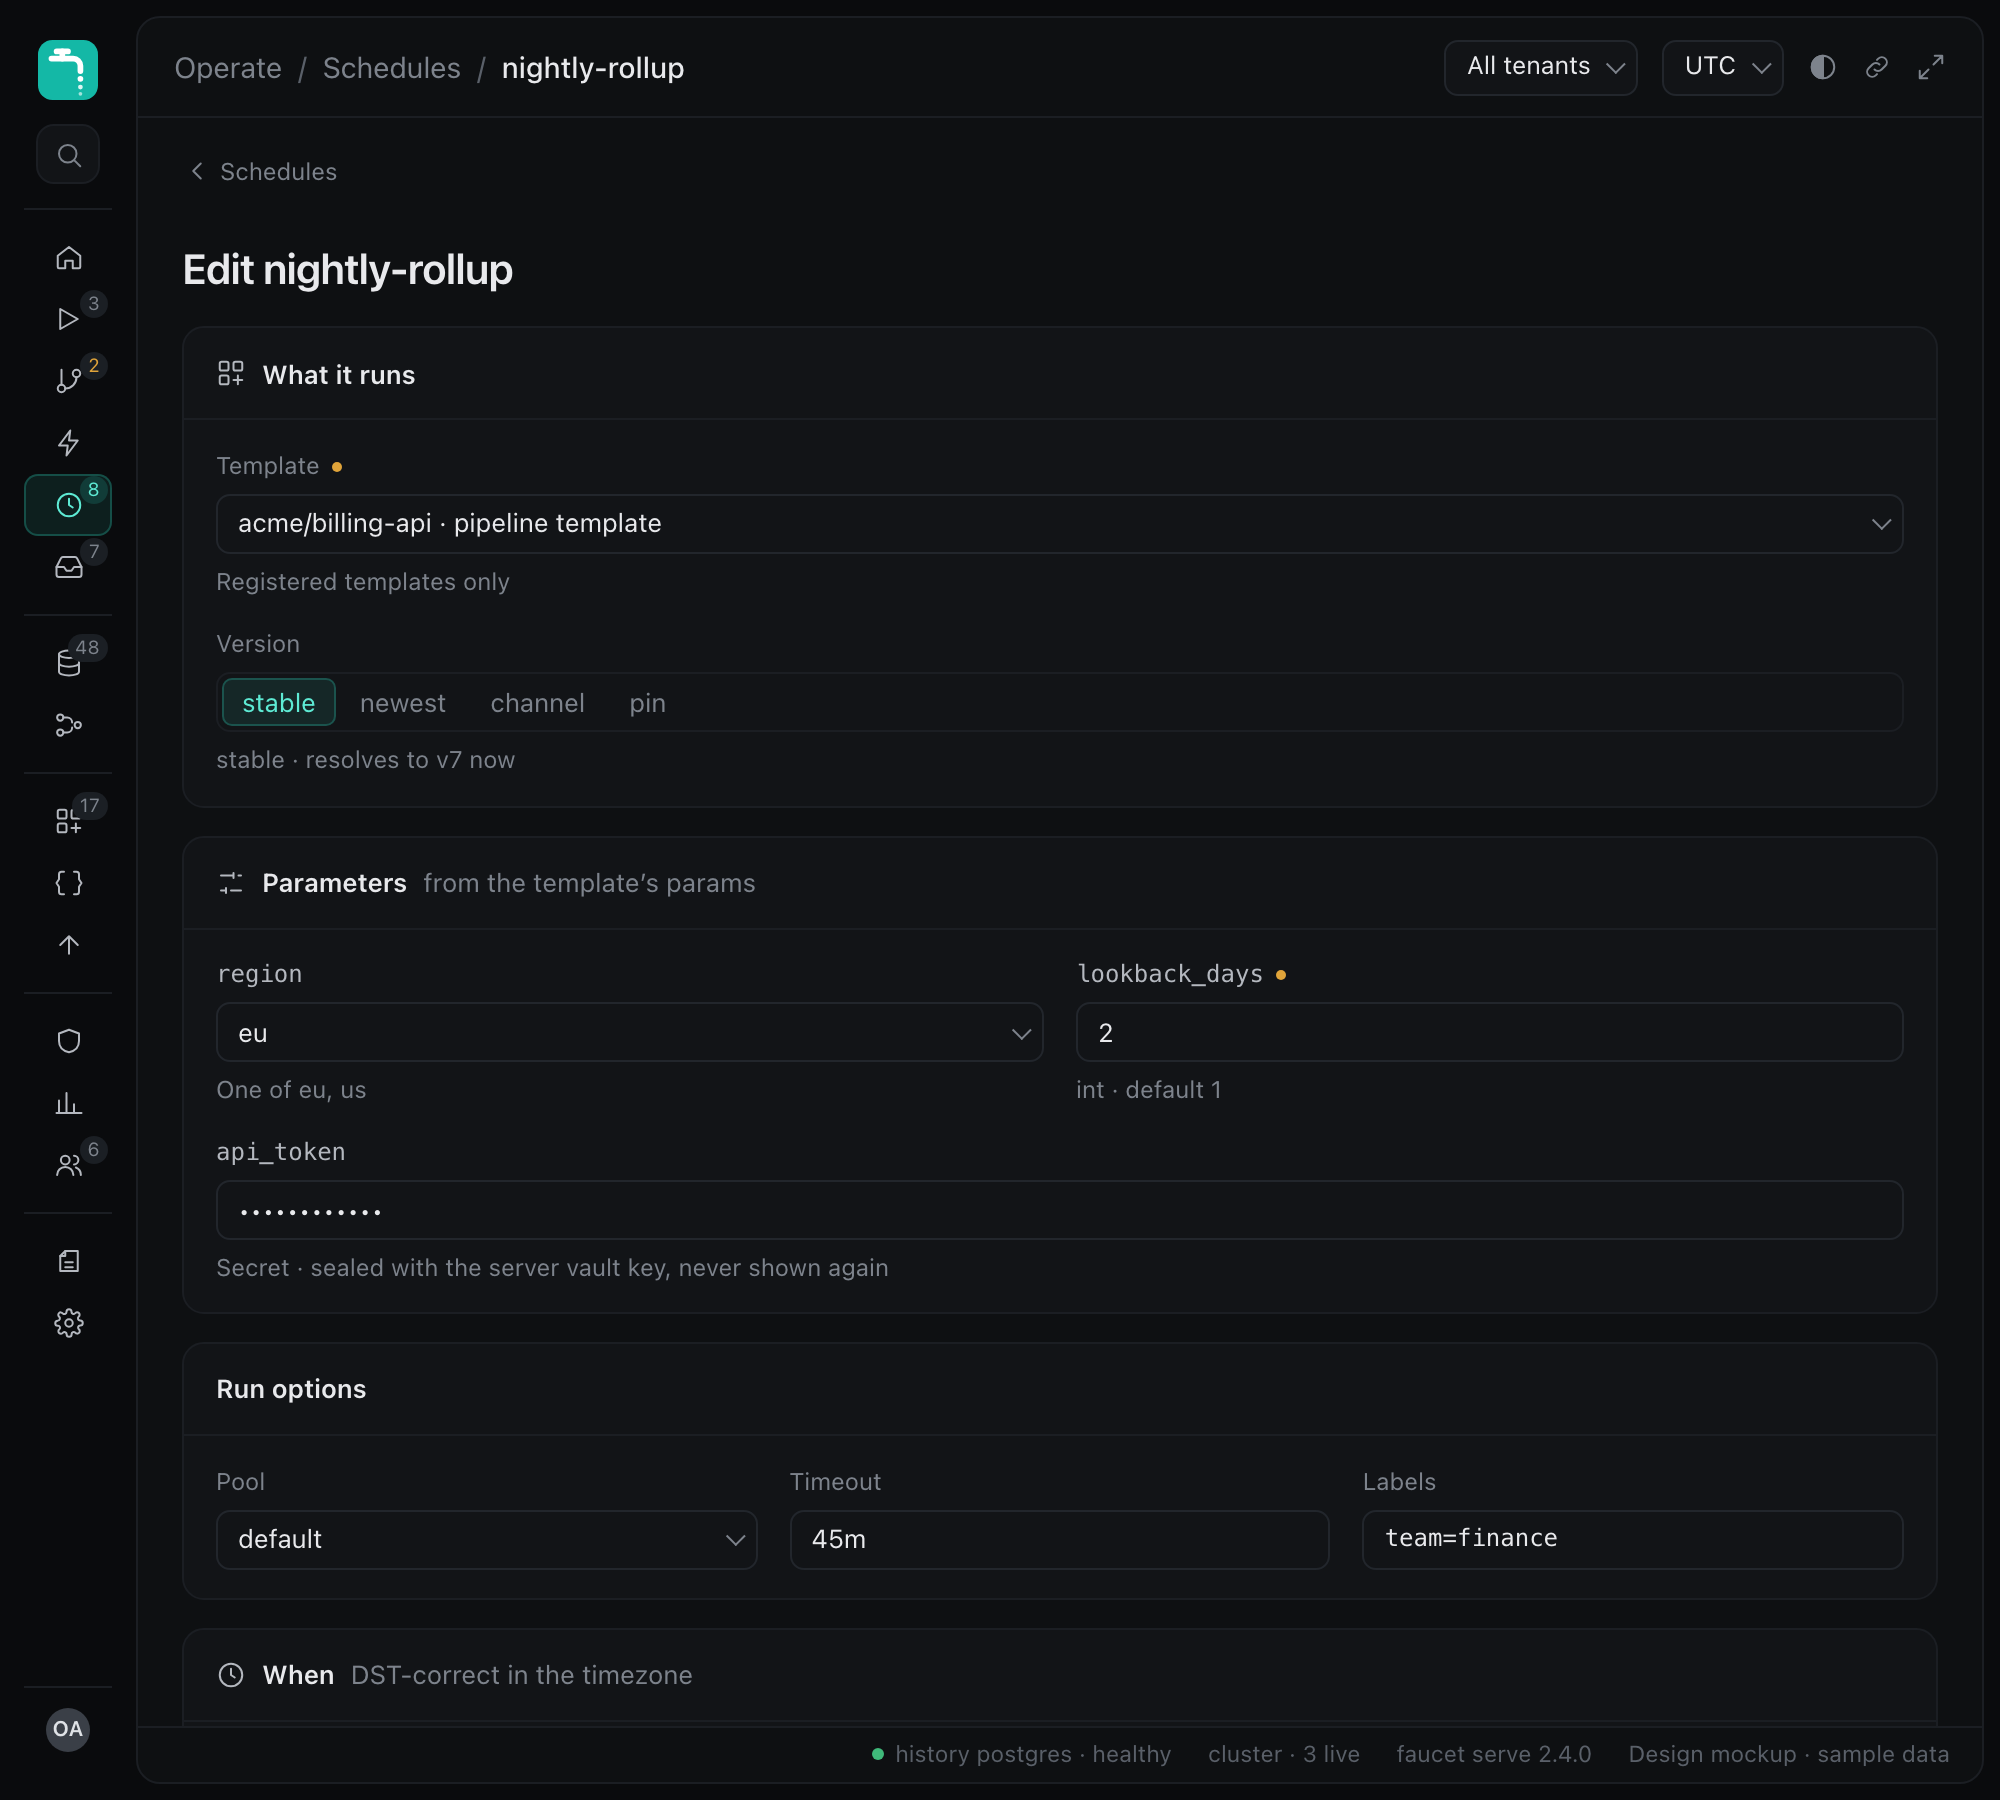 Operate / Schedules / nightly-rollup
All tenants
UTC
Schedules
3
2
8
7
48
17
6
OA
Edit nightly-rollup
What it runs
Template
acme/billing-api · pipeline template
Registered templates only
Version
stable newest channel pin
stable · resolves to v7 now
Parameters from the template’s params
region
lookback_days
eu
2
One of eu, us
int · default 1
api_token
••••••••••••
Secret · sealed with the server vault key, never shown again
Run options
Pool
Timeout
Labels
default
45m
team=finance
When DST-correct in the timezone
history postgres · healthy cluster · 3 live faucet serve 2.4.0 Design mockup · sample data